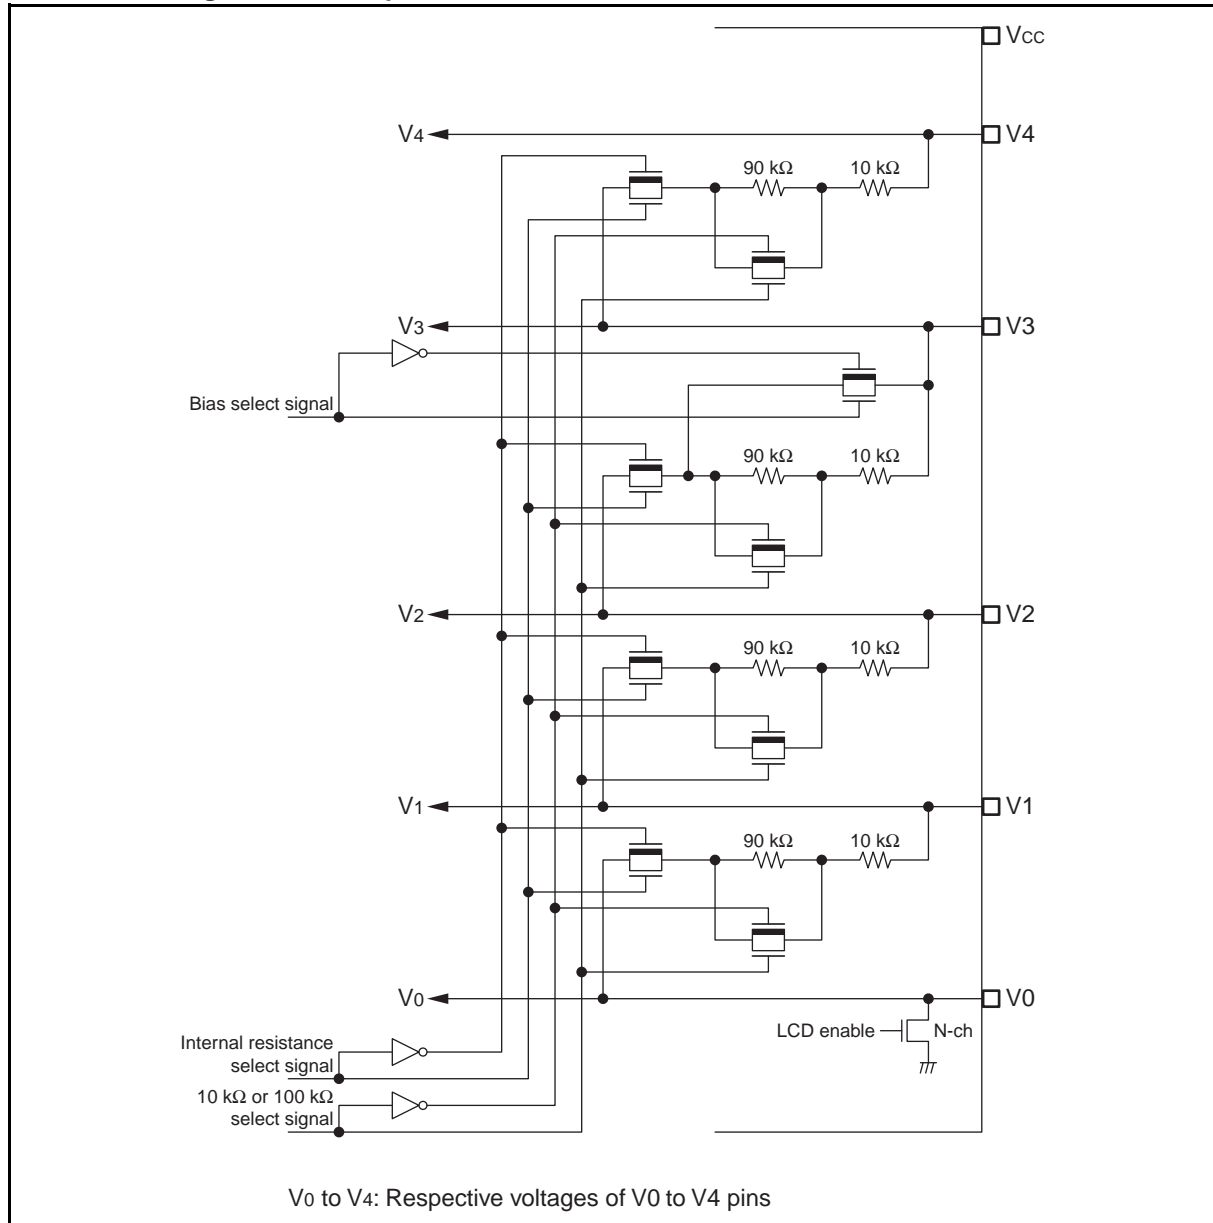 VCC
V4
V4
90 kΩ
10 kΩ
V3
V3
Bias select signal
90 kΩ
10 kΩ
V2
V2
90 kΩ
10 kΩ
V1
V1
90 kΩ
10 kΩ
V0
V0
LCD enable
N-ch
Internal resistance
select signal
10 kΩ or 100 kΩ
select signal
V0 to V4: Respective voltages of V0 to V4 pins